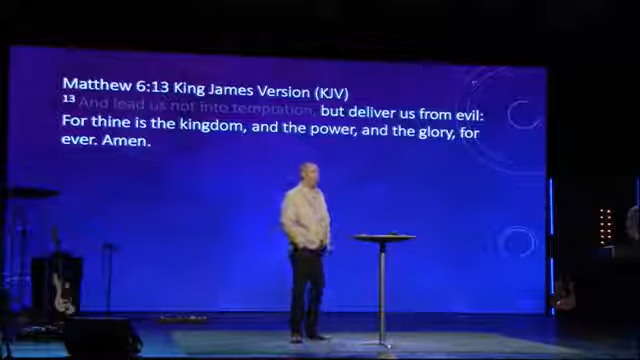 Matthew 6:13 King James Version (KJV)
13 And lead us not into temptation, but deliver us from evil:
For thine is the kingdom, and the power, and the glory, for
ever. Amen.